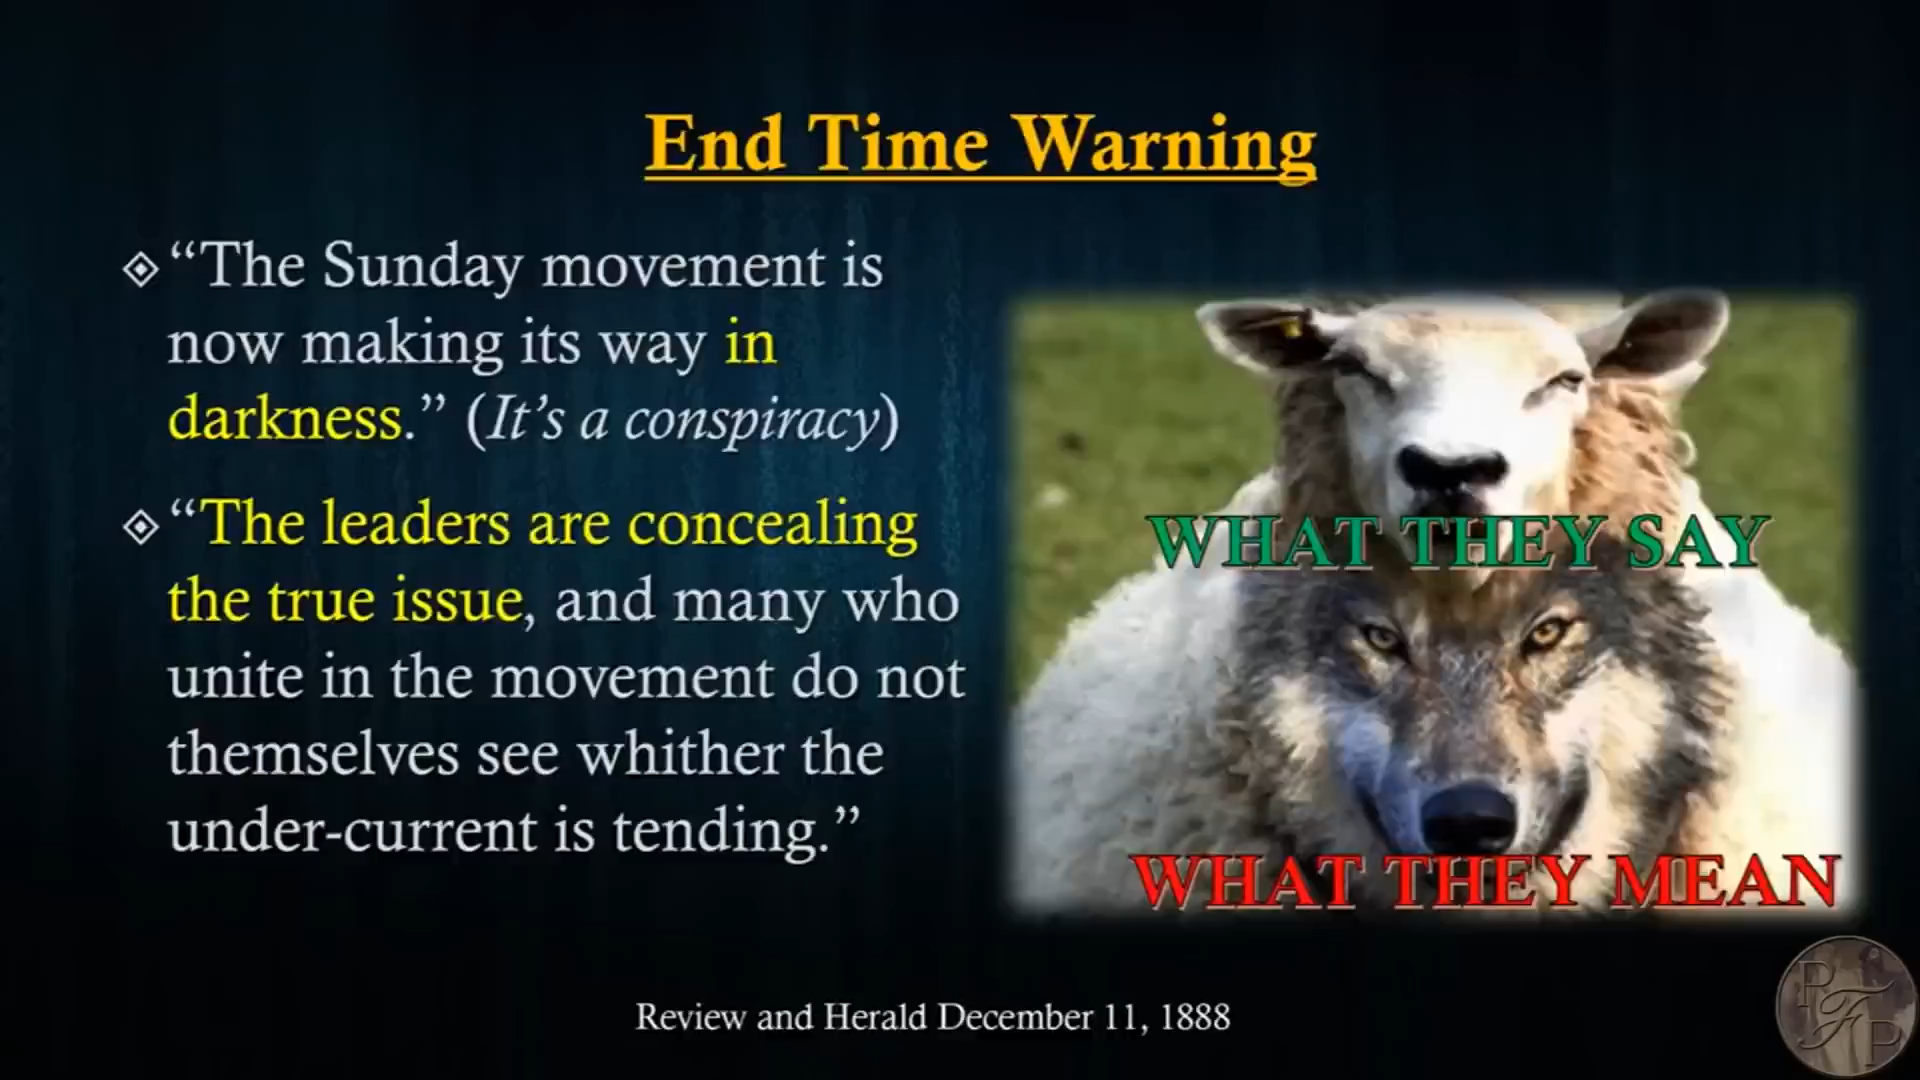 End Time Warning
“The Sunday movement is
now making its way in
darkness.” (It’s a conspiracy)
“The leaders are concealing
the true issue, and many who
unite in the movement do not
themselves see whither the
under-current is tending.”
WHAT THEY SAY
WHAT THEY MEAN
Review and Herald December 11, 1888
P F P